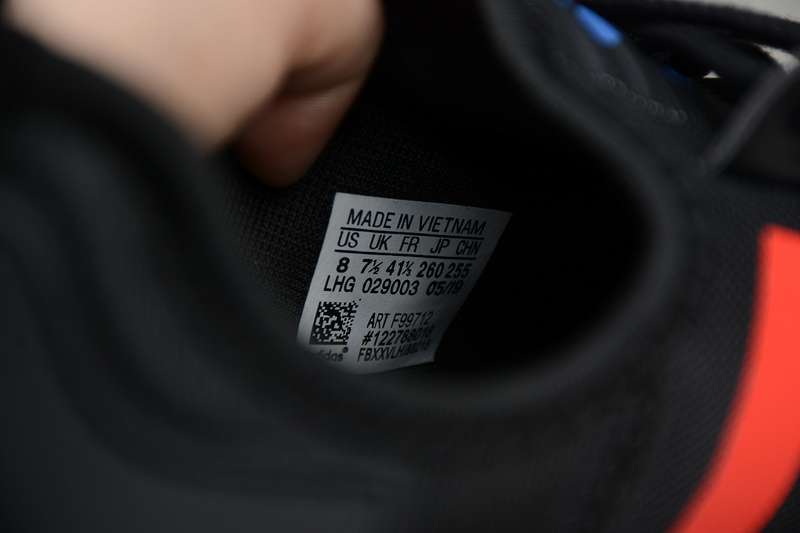 MADE IN VIETNAM
US UK FR JP CHN
8 7½ 41⅓ 260 255
LHG 029003 05/19
ART F99712
adidas